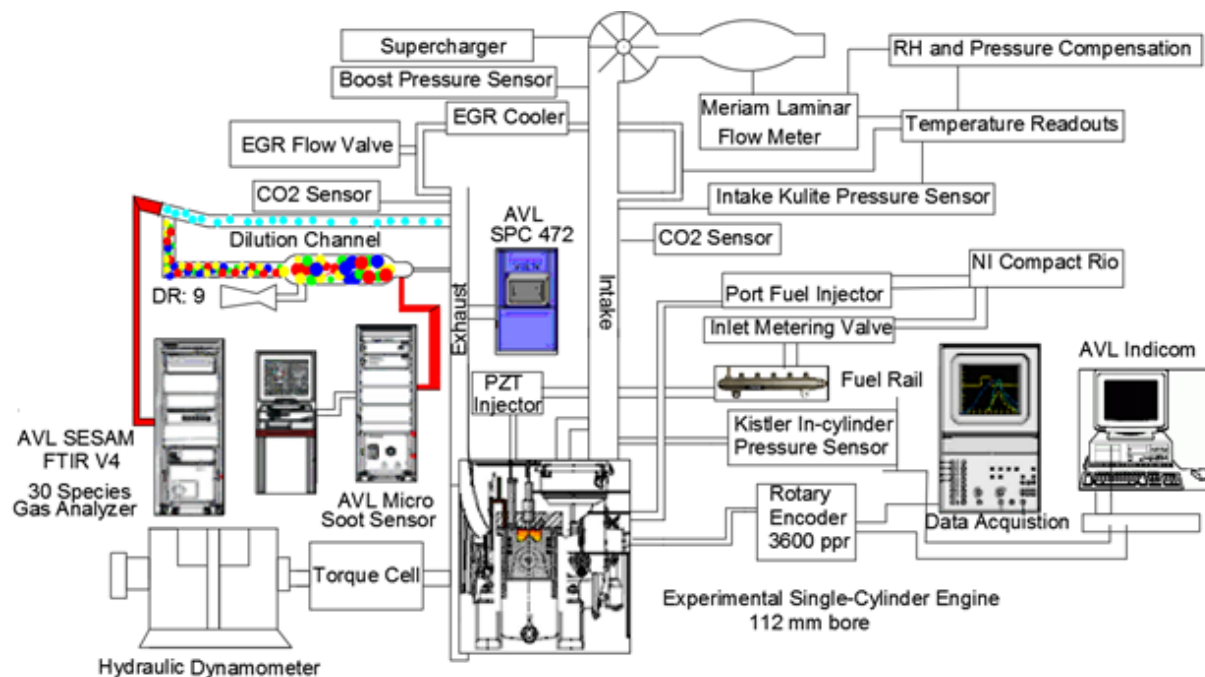 Supercharger
Boost Pressure Sensor
EGR Cooler
EGR Flow Valve
CO2 Sensor
Dilution Channel
DR: 9
AVL
SPC 472
Exhaust
Intake
RH and Pressure Compensation
Meriam Laminar
Flow Meter
Temperature Readouts
Intake Kulite Pressure Sensor
CO2 Sensor
NI Compact Rio
Port Fuel Injector
Inlet Metering Valve
PZT
Injector
Fuel Rail
AVL Indicom
Kistler In-cylinder
Pressure Sensor
AVL SESAM
FTIR V4
30 Species
Gas Analyzer
AVL Micro
Soot Sensor
Rotary
Encoder
3600 ppr
Data Acquistion
Torque Cell
Experimental Single-Cylinder Engine
112 mm bore
Hydraulic Dynamometer